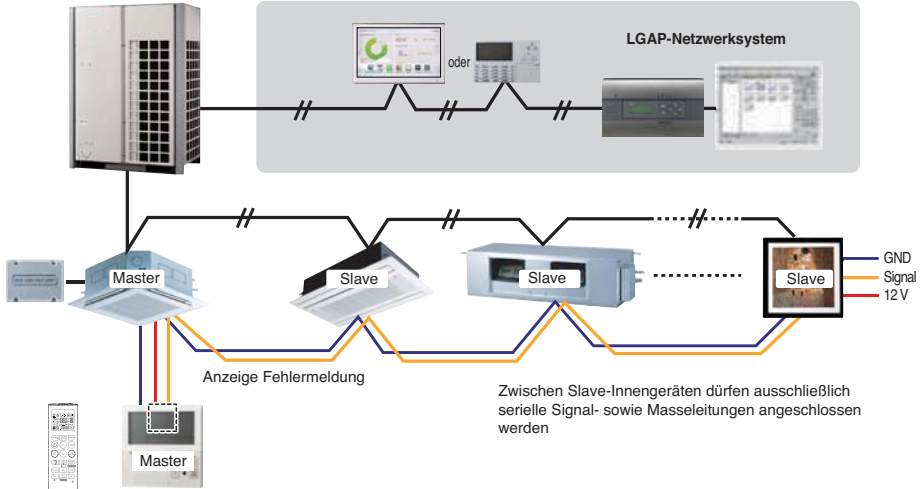 LGAP-Netzwerksystem
oder
Master
Slave
Slave
Slave
GND
Signal
12 V
Anzeige Fehlermeldung
Zwischen Slave-Innengeräten dürfen ausschließlich
serielle Signal- sowie Masseleitungen angeschlossen
werden
Master